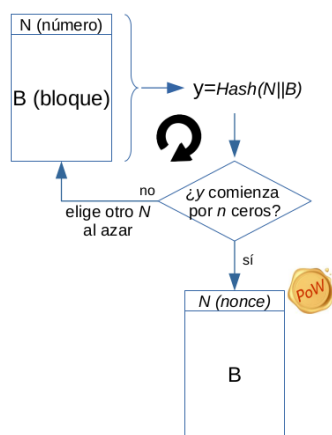 N (número)
B (bloque)
y=Hash(N||B)
¿y comienza
por n ceros?
no
elige otro N
al azar
sí
N (nonce)
PoW
B